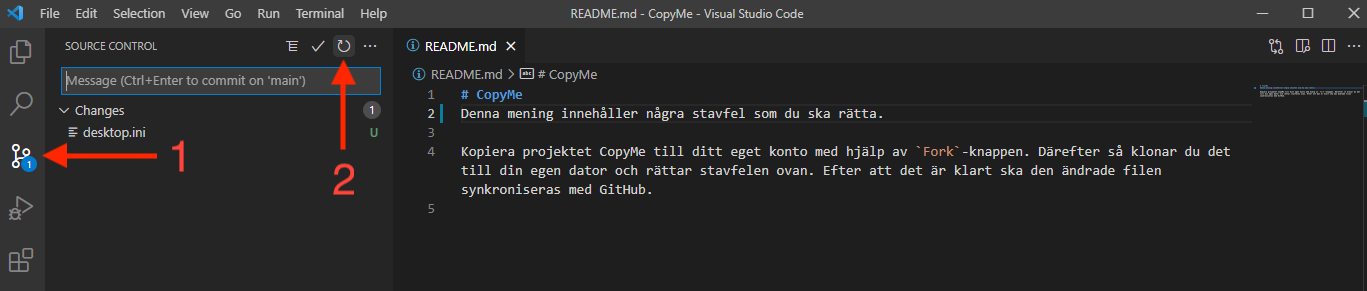 File Edit Selection View Go Run Terminal Help README.md - CopyMe - Visual Studio Code
SOURCE CONTROL
Message (Ctrl+Enter to commit on 'main')
Changes 1
desktop.ini U
1
1
2
README.md
README.md > # CopyMe
1 # CopyMe
2 Denna mening innehåller några stavfel som du ska rätta.
3
4 Kopiera projektet CopyMe till ditt eget konto med hjälp av `Fork`-knappen. Därefter så klonar du det
till din egen dator och rättar stavfelen ovan. Efter att det är klart ska den ändrade filen
synkroniseras med GitHub.
5